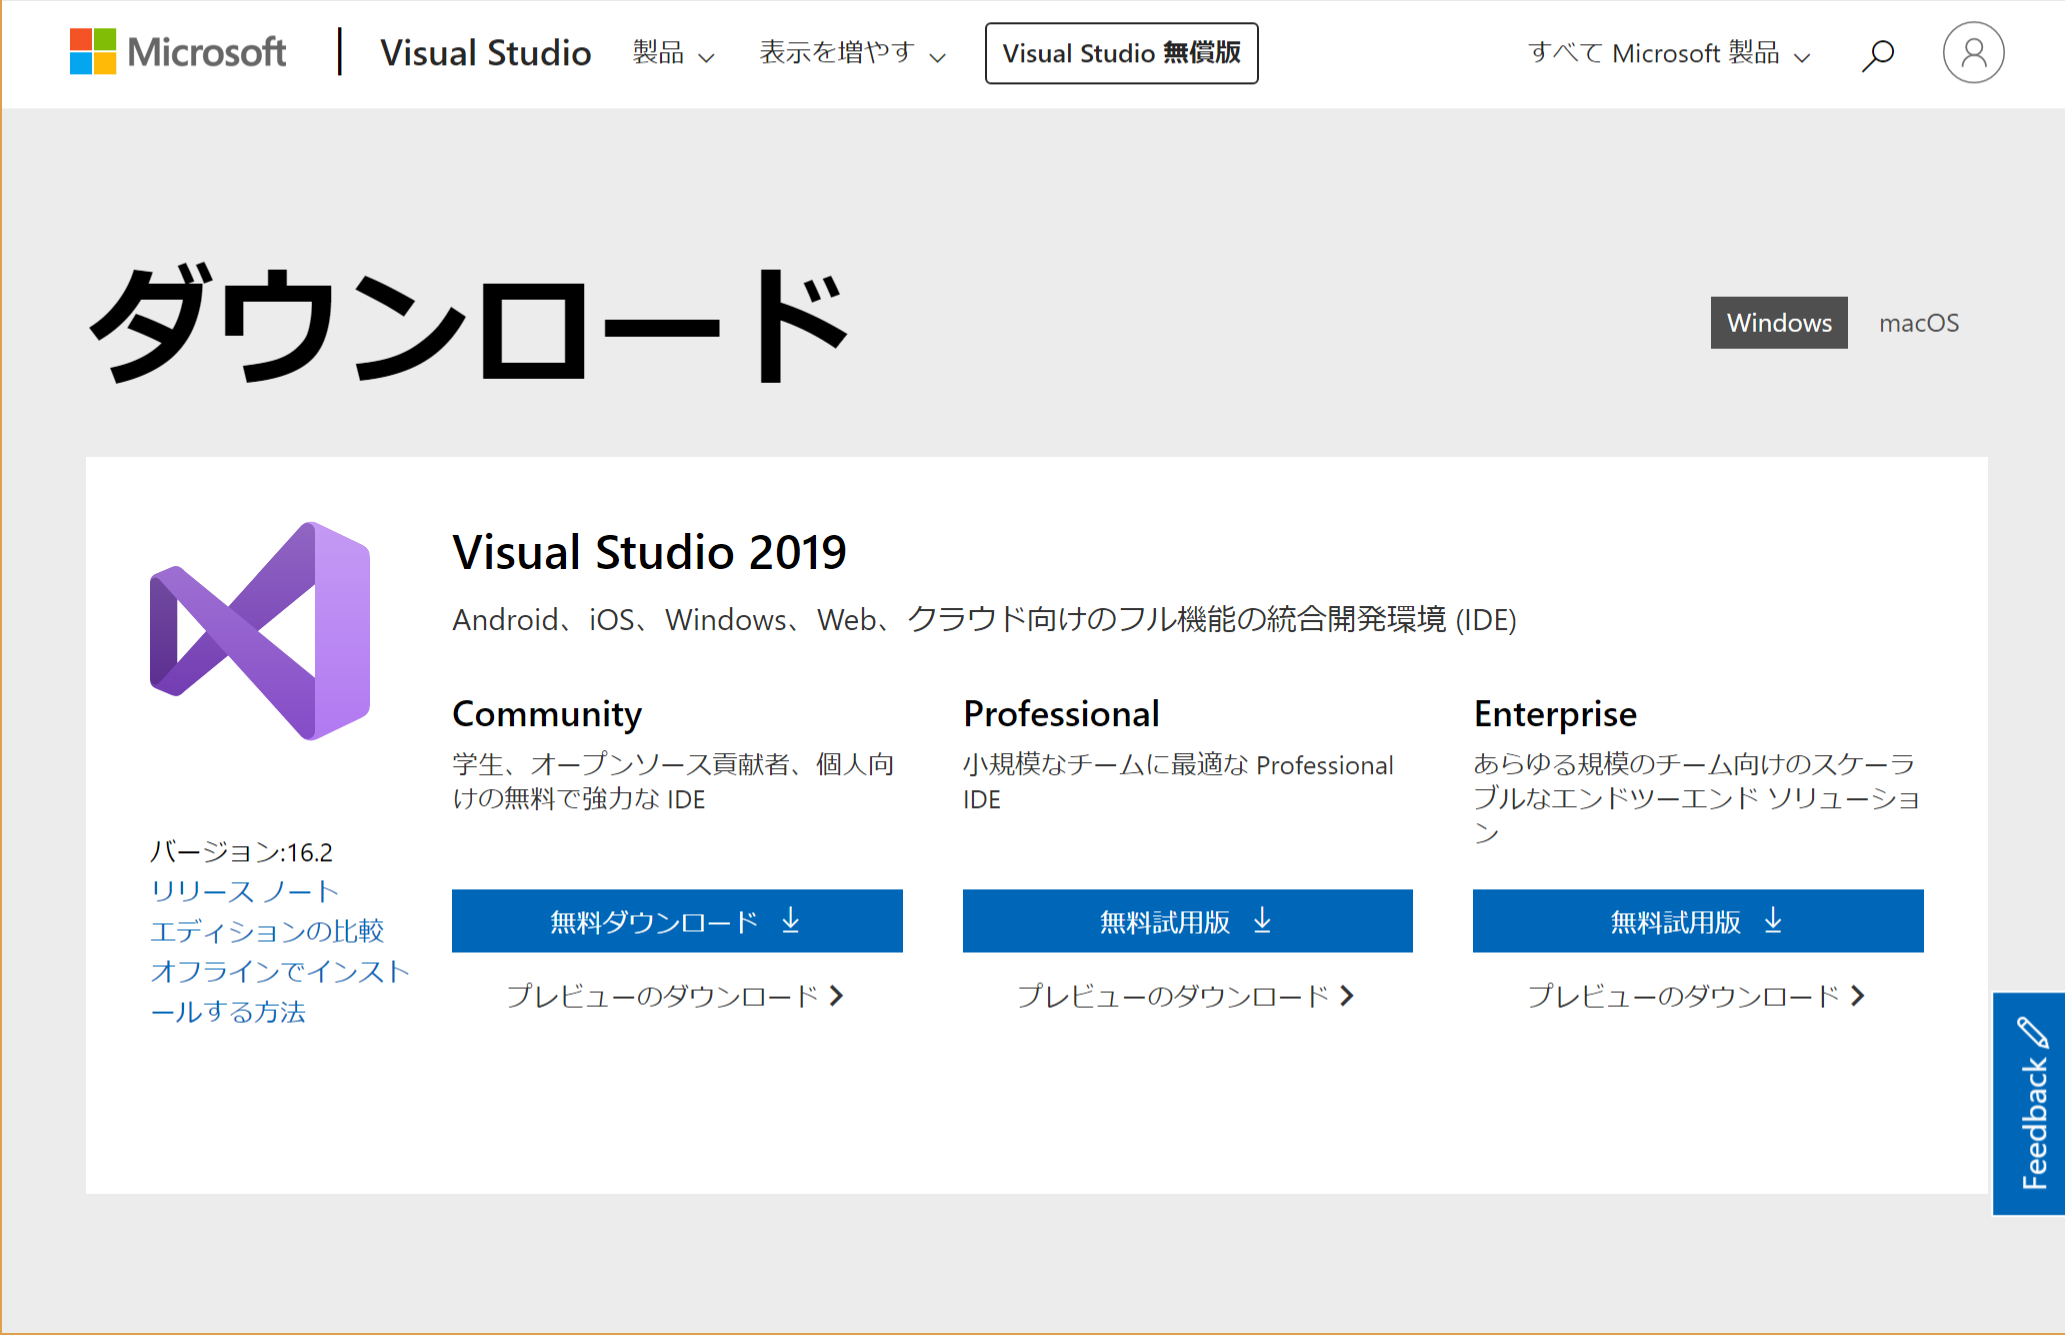 Microsoft Visual Studio 製品 表示を増やす Visual Studio 無償版 すべて Microsoft 製品
ダウンロード
Windows macOS
Visual Studio 2019
Android、iOS、Windows、Web、クラウド向けのフル機能の統合開発環境 (IDE)
バージョン:16.2
リリース ノート
エディションの比較
オフラインでインスト
ールする方法
Community
学生、オープンソース貢献者、個人向
けの無料で強力な IDE
無料ダウンロード
プレビューのダウンロード
Professional
小規模なチームに最適な Professional
IDE
無料試用版
プレビューのダウンロード
Enterprise
あらゆる規模のチーム向けのスケーラ
ブルなエンドツーエンド ソリューショ
ン
無料試用版
プレビューのダウンロード
Feedback